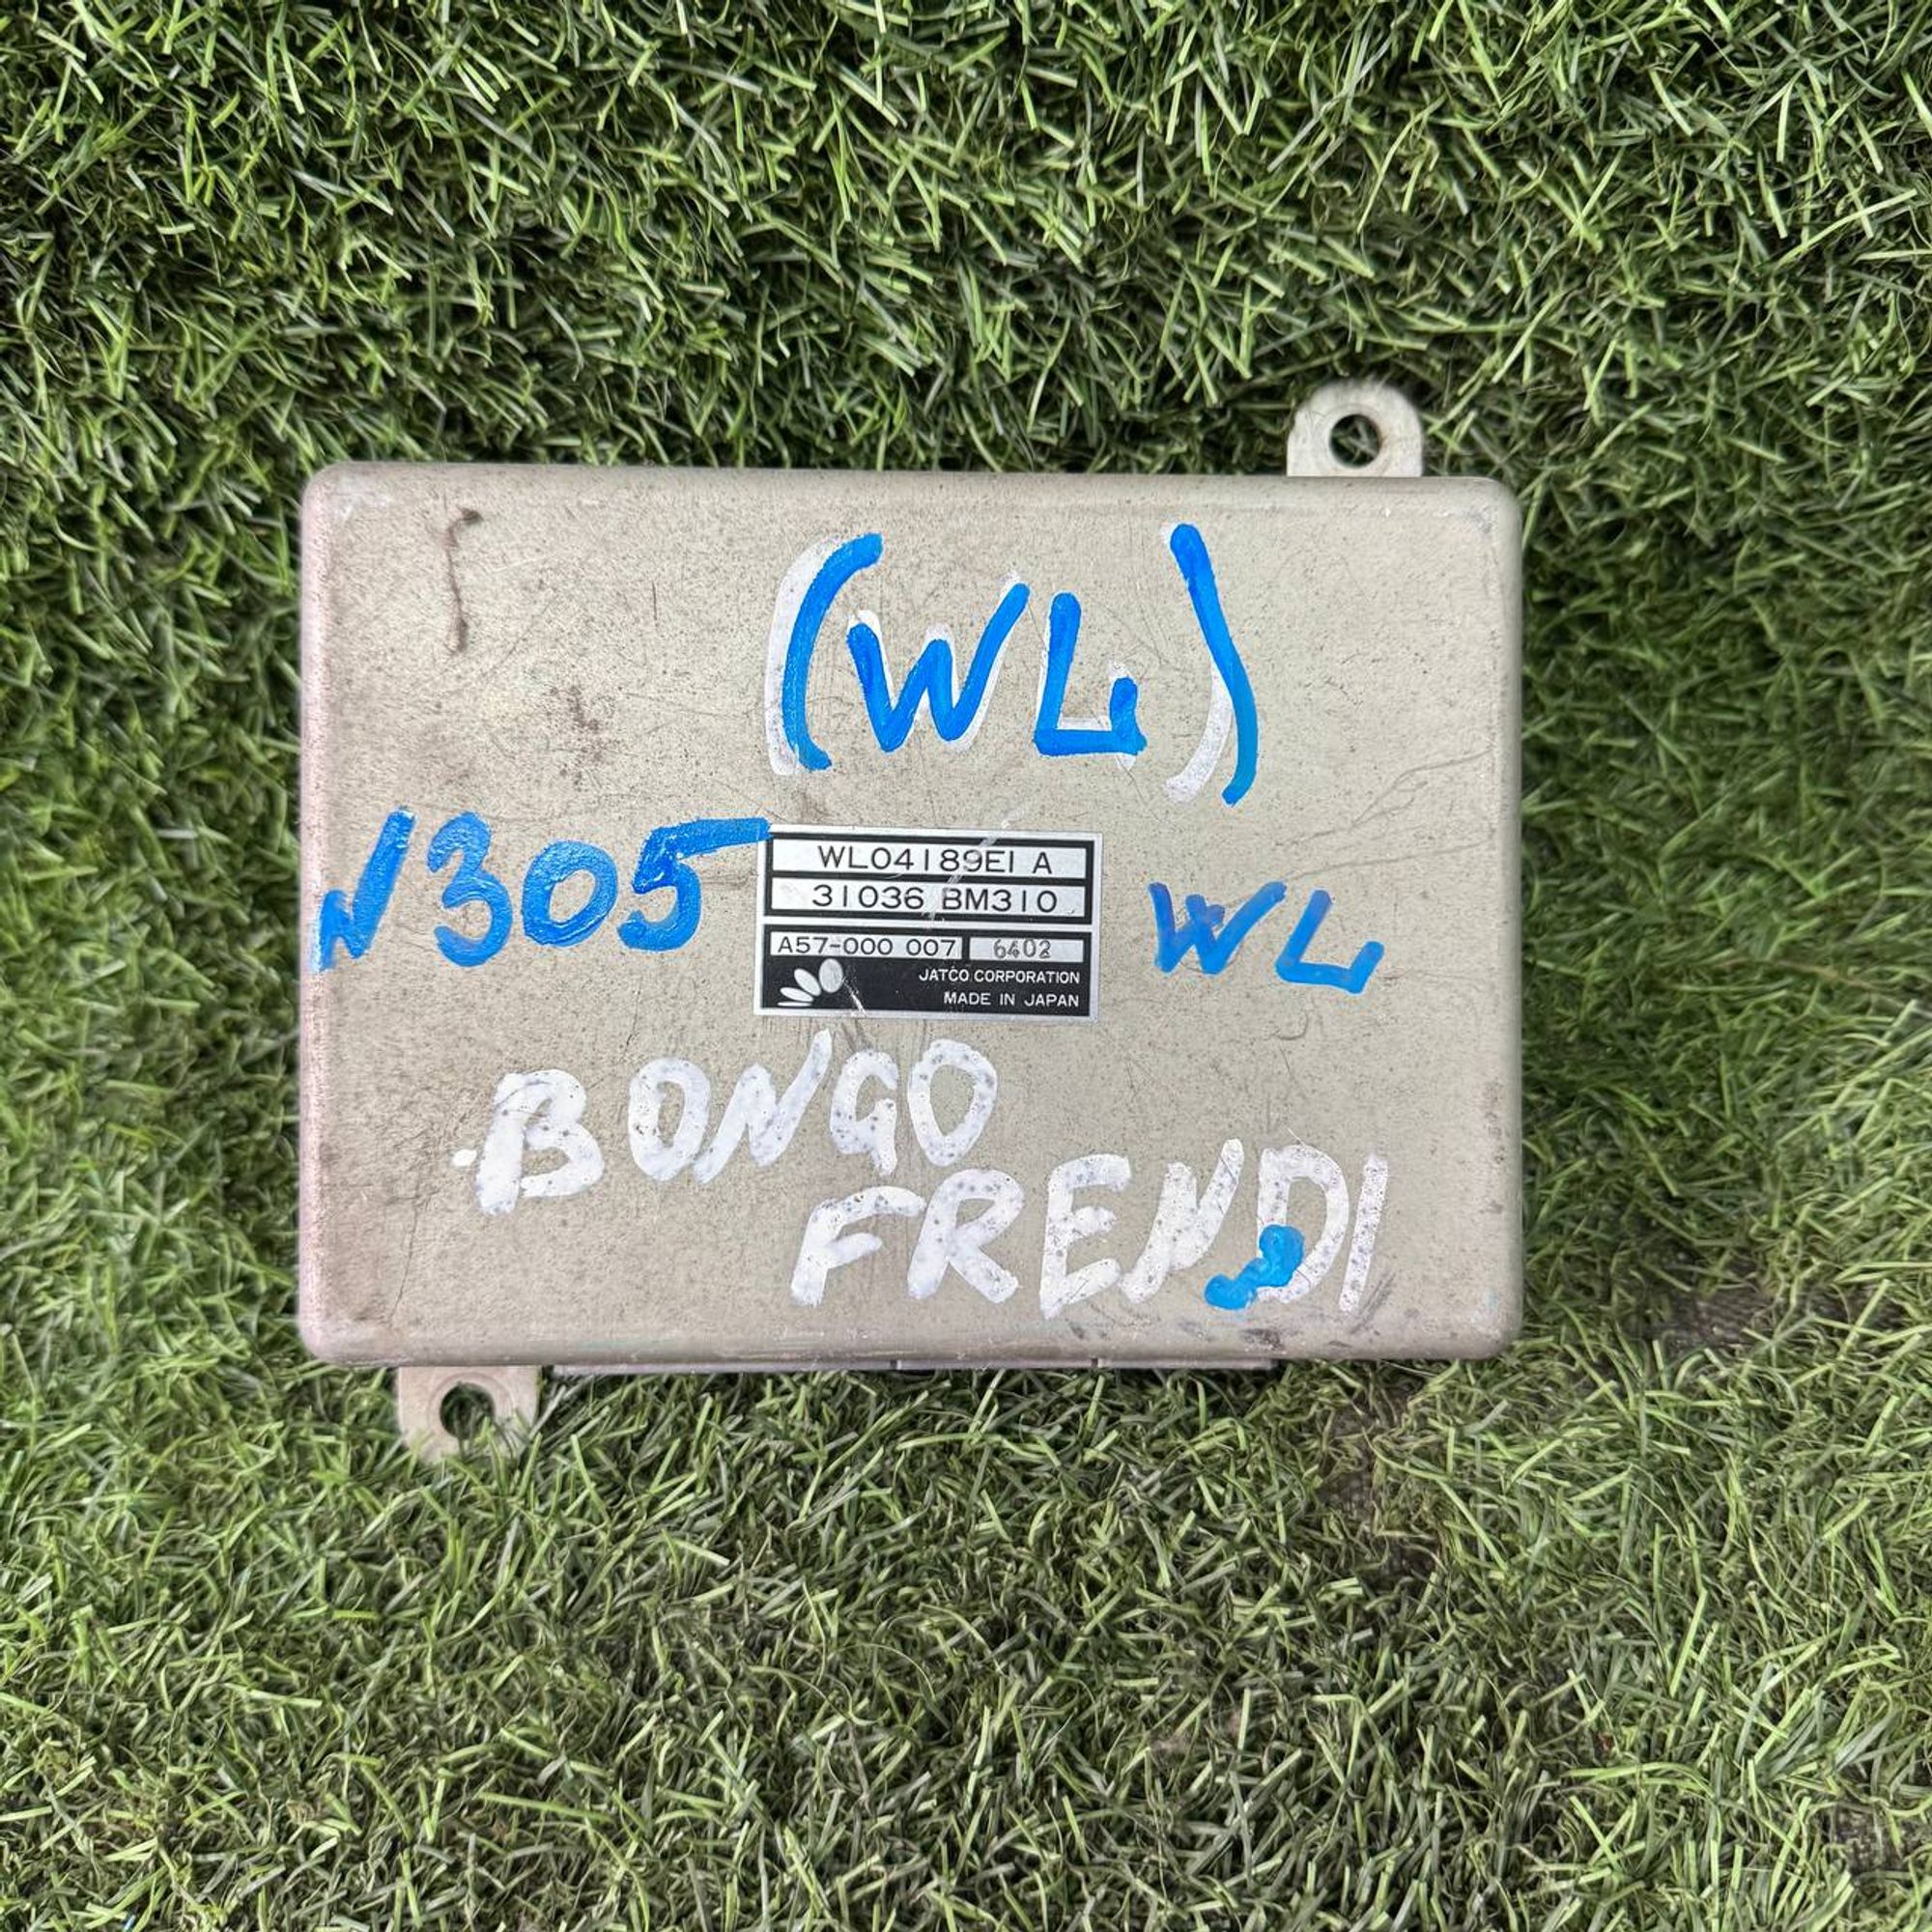 (WL)
N305
WL04189E1 A
31036 BM310
A57-000 007 6402
JATCO CORPORATION
MADE IN JAPAN
WL
BONGO
FRENDI